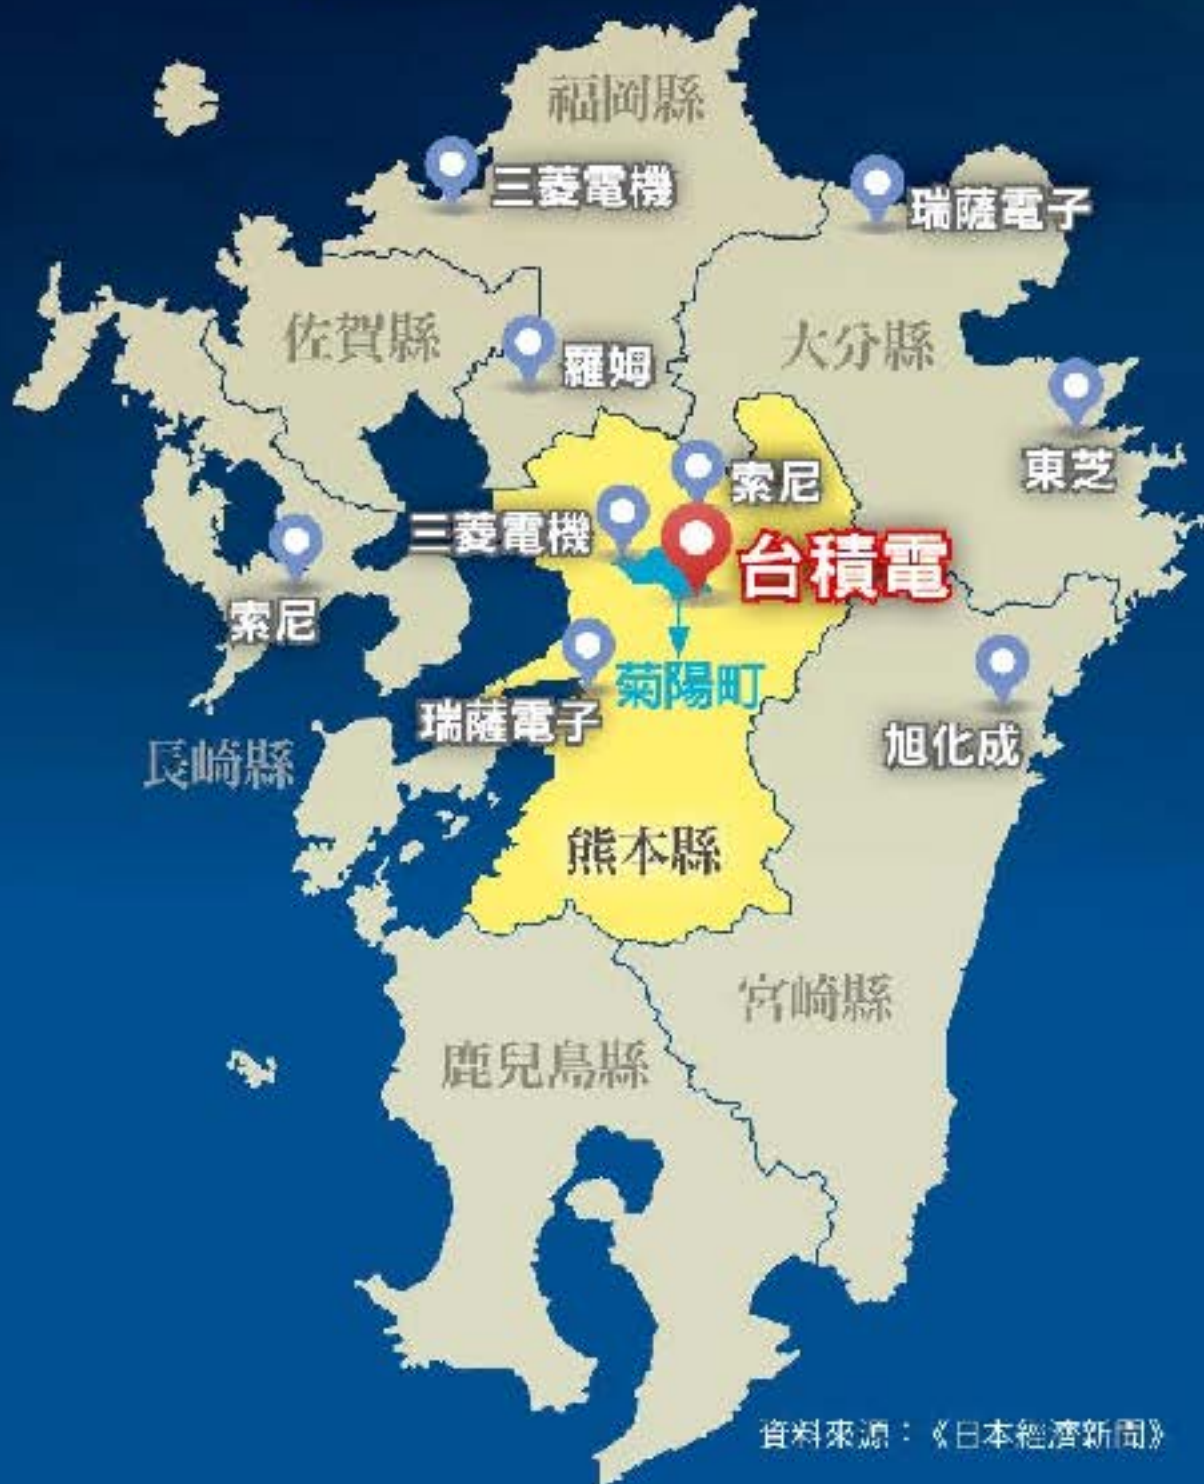 福岡縣
三菱電機
瑞薩電子
佐賀縣
羅姆
大分縣
東芝
索尼
三菱電機
台積電
索尼
瑞薩電子
菊陽町
旭化成
長崎縣
熊本縣
宮崎縣
鹿兒島縣
資料來源：《日本經濟新聞》